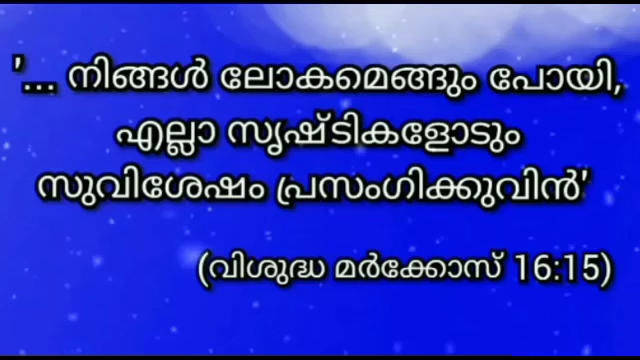 '... നിങ്ങൾ ലോകമെങ്ങും പോയി,
എല്ലാ സൃഷ്ടികളോടും
സുവിശേഷം പ്രസംഗിക്കുവിൻ'
(വിശുദ്ധ മർക്കോസ് 16:15)